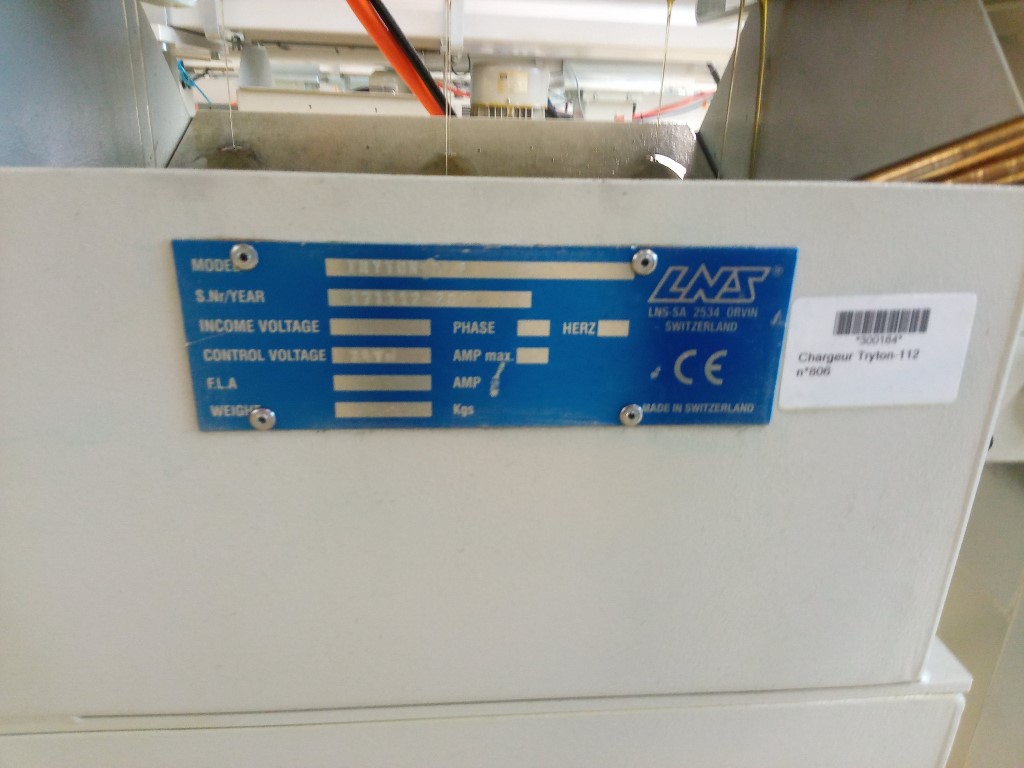 MODEL
S.Nr/YEAR
INCOME VOLTAGE PHASE HERZ
CONTROL VOLTAGE AMP max.
F.L.A AMP
WEIGHT Kgs
LNS ®
LNS-SA 2534 ORVIN
SWITZERLAND
CE
MADE IN SWITZERLAND
*300164*
Chargeur Tryton-112
n°806